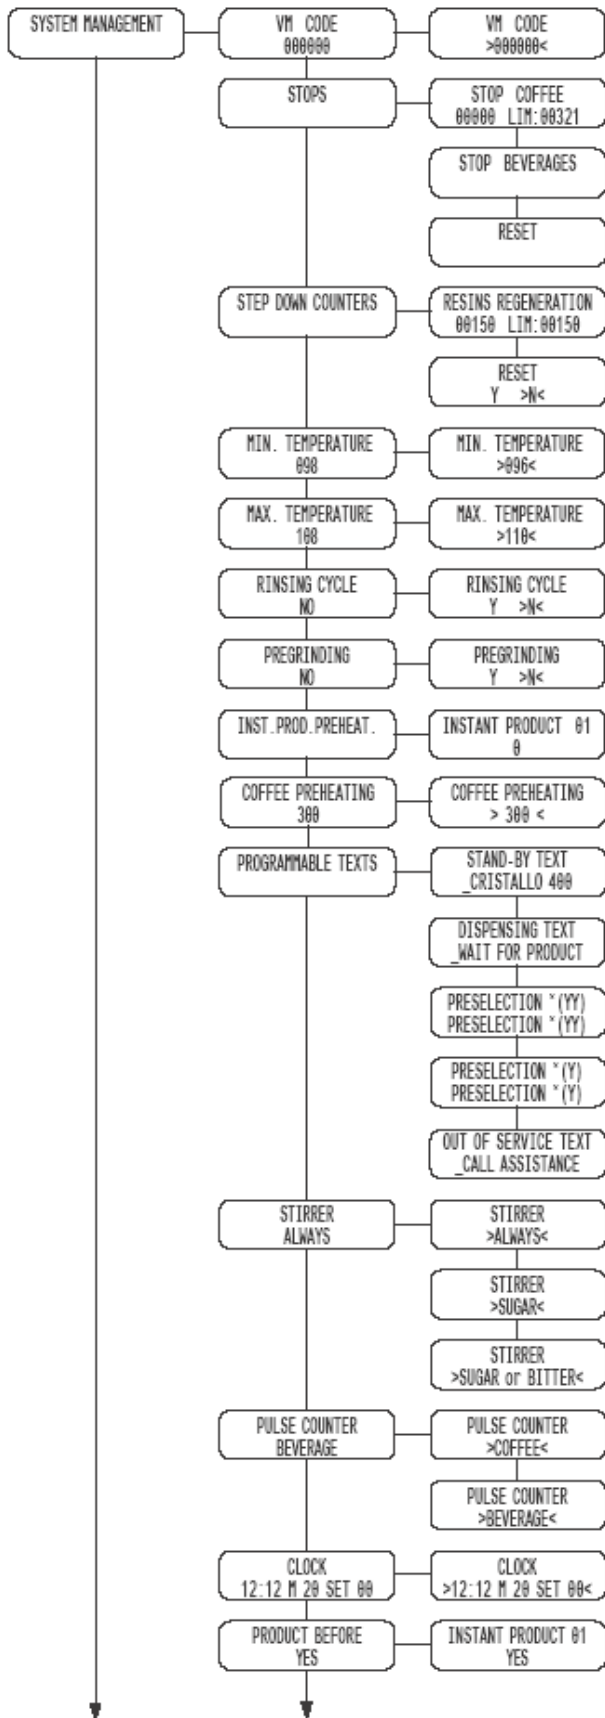 SYSTEM MANAGEMENT
VM CODE
000000
VM CODE
>000000<
STOPS
STOP COFFEE
00000 LIM:00321
STOP BEVERAGES
RESET
STEP DOWN COUNTERS
RESINS REGENERATION
00150 LIM:00150
RESET
Y >N<
MIN. TEMPERATURE
098
MIN. TEMPERATURE
>096<
MAX. TEMPERATURE
108
MAX. TEMPERATURE
>110<
RINSING CYCLE
NO
RINSING CYCLE
Y >N<
PREGRINDING
NO
PREGRINDING
Y >N<
INST.PROD.PREHEAT.
INSTANT PRODUCT 01
0
COFFEE PREHEATING
300
COFFEE PREHEATING
> 300 <
PROGRAMMABLE TEXTS
STAND-BY TEXT
_CRISTALLO 400
DISPENSING TEXT
_WAIT FOR PRODUCT
PRESELECTION "(YY)
PRESELECTION "(YY)
PRESELECTION "(Y)
PRESELECTION "(Y)
OUT OF SERVICE TEXT
_CALL ASSISTANCE
STIRRER
ALWAYS
STIRRER
>ALWAYS<
STIRRER
>SUGAR<
STIRRER
>SUGAR or BITTER<
PULSE COUNTER
BEVERAGE
PULSE COUNTER
>COFFEE<
PULSE COUNTER
>BEVERAGE<
CLOCK
12:12 M 20 SET 00
CLOCK
>12:12 M 20 SET 00<
PRODUCT BEFORE
YES
INSTANT PRODUCT 01
YES